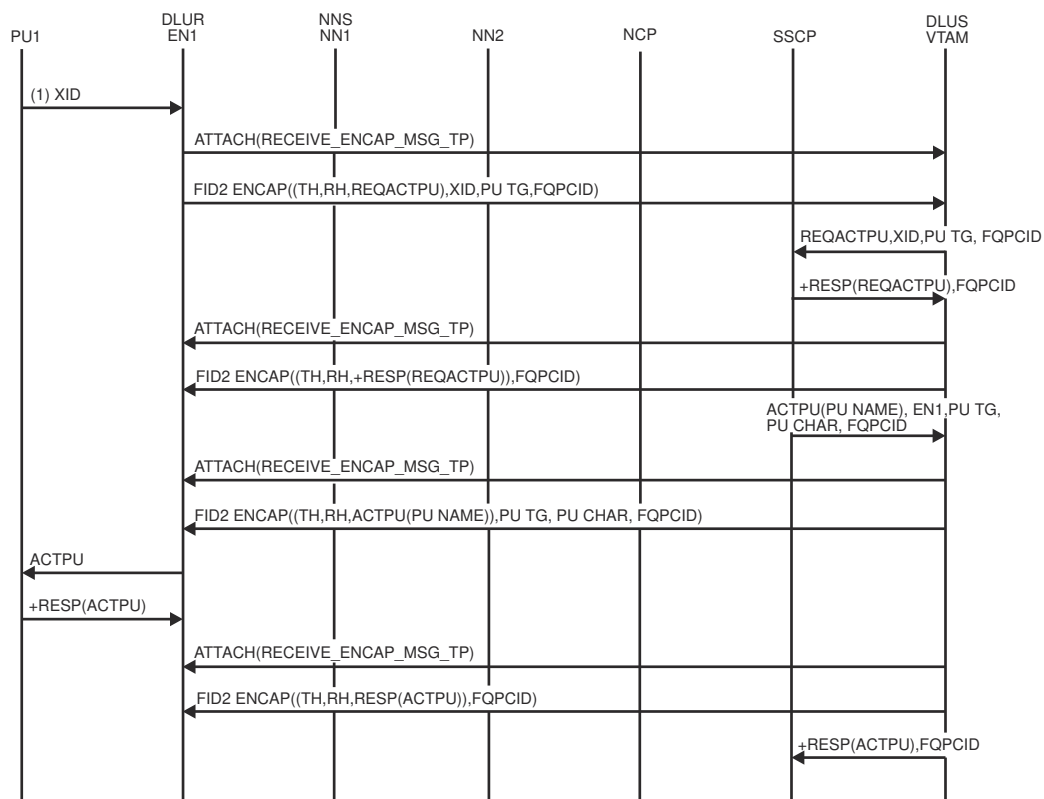 PU1
DLUR
EN1
NNS
NN1
NN2
NCP
SSCP
DLUS
VTAM
(1) XID
ATTACH(RECEIVE_ENCAP_MSG_TP)
FID2 ENCAP((TH,RH,REQACTPU),XID,PU TG,FQPCID)
REQACTPU,XID,PU TG, FQPCID
+RESP(REQACTPU),FQPCID
ATTACH(RECEIVE_ENCAP_MSG_TP)
FID2 ENCAP((TH,RH,+RESP(REQACTPU)),FQPCID)
ACTPU(PU NAME), EN1,PU TG,
PU CHAR, FQPCID
ATTACH(RECEIVE_ENCAP_MSG_TP)
FID2 ENCAP((TH,RH,ACTPU(PU NAME)),PU TG, PU CHAR, FQPCID)
ACTPU
+RESP(ACTPU)
ATTACH(RECEIVE_ENCAP_MSG_TP)
FID2 ENCAP((TH,RH,RESP(ACTPU)),FQPCID)
+RESP(ACTPU),FQPCID